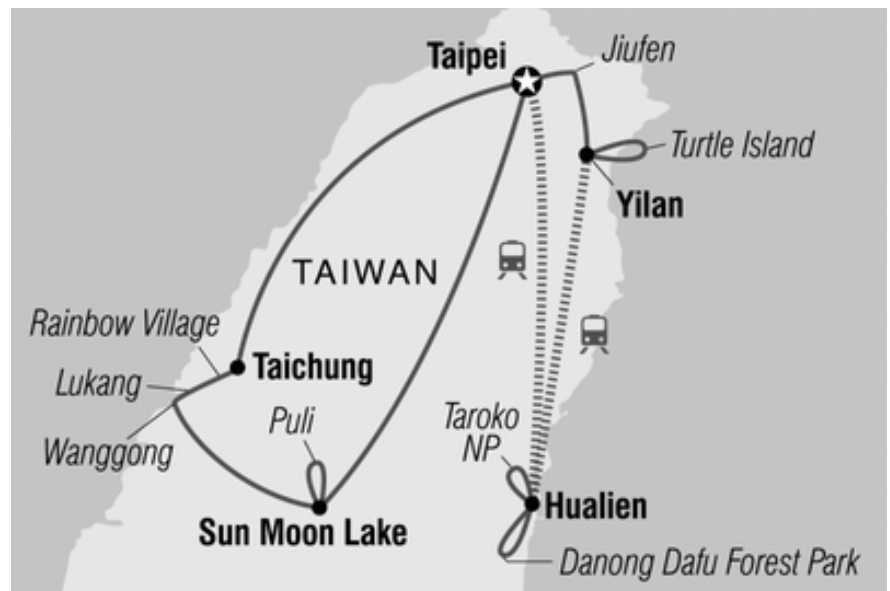 Taipei
Jiufen
Turtle Island
Yilan
TAIWAN
Rainbow Village
Taichung
Lukang
Wanggong
Puli
Taroko
NP
Hualien
Sun Moon Lake
Danong Dafu Forest Park